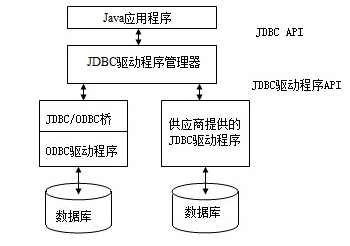 Java应用程序
JDBC API
JDBC驱动程序管理器
JDBC驱动程序API
JDBC/ODBC桥
ODBC驱动程序
供应商提供的
JDBC驱动程序
数据库
数据库